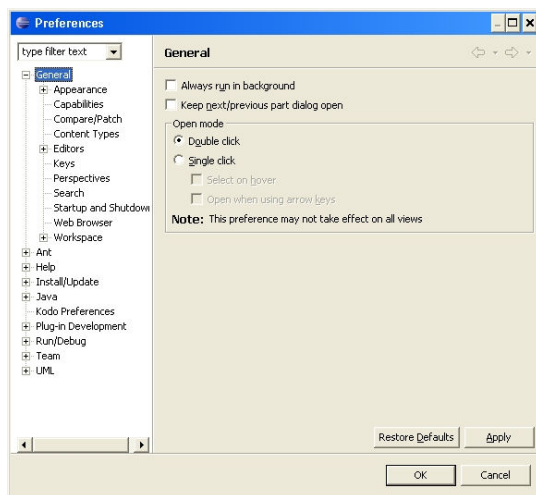 Preferences
type filter text
General
Appearance
Capabilities
Compare/Patch
Content Types
Editors
Keys
Perspectives
Search
Startup and Shutdow
Web Browser
Workspace
Ant
Help
Install/Update
Java
Kodo Preferences
Plug-in Development
Run/Debug
Team
UML
General
Always run in background
Keep next/previous part dialog open
Open mode
Double click
Single click
Select on hover
Open when using arrow keys
Note: This preference may not take effect on all views
Restore Defaults
Apply
OK
Cancel